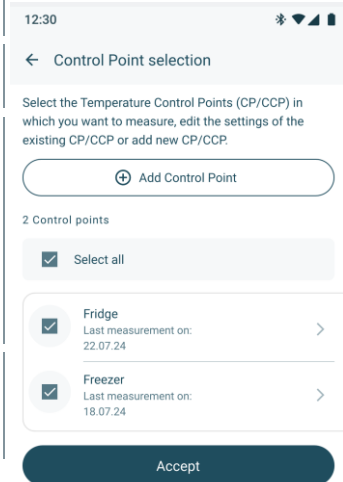 12:30
Control Point selection
Select the Temperature Control Points (CP/CCP) in
which you want to measure, edit the settings of the
existing CP/CCP or add new CP/CCP.
Add Control Point
2 Control points
Select all
Fridge
Last measurement on:
22.07.24
Freezer
Last measurement on:
18.07.24
Accept